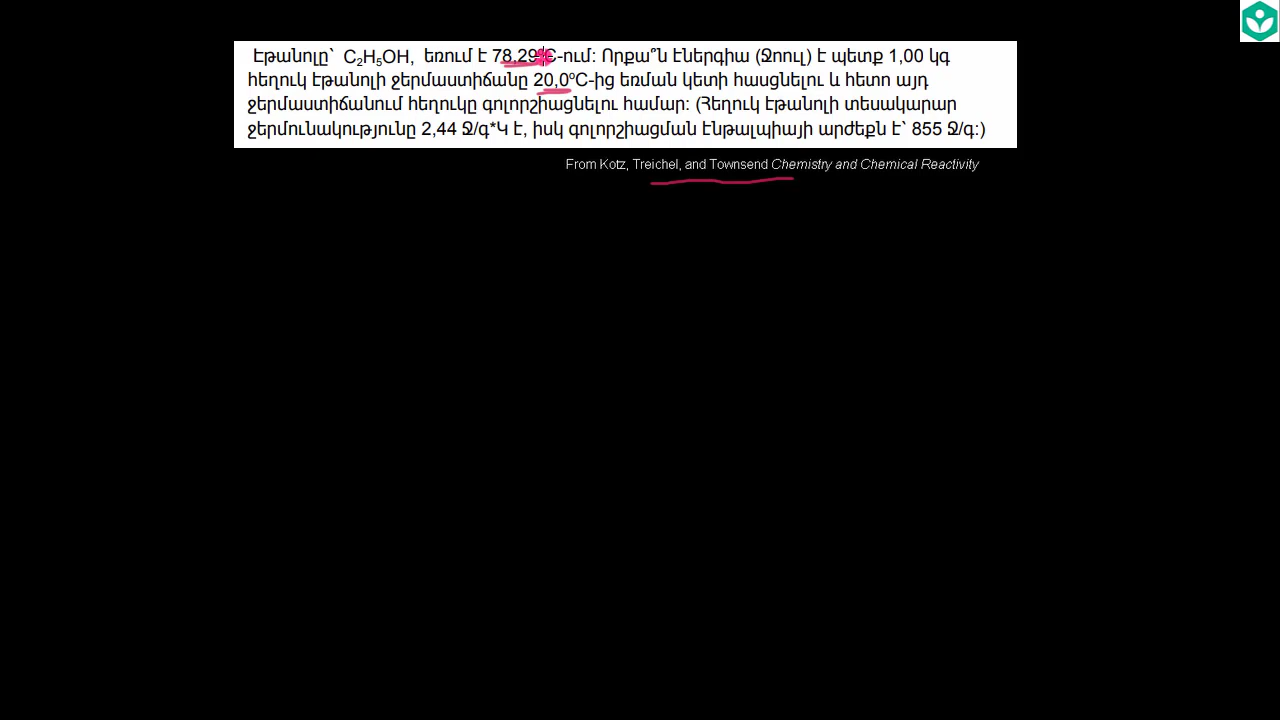 Էթանոլը՝ C₂H₅OH, եռում է 78,29⁰C-ում: Որքա՞ն էներգիա (Ջոուլ) է պետք 1,00 կգ
հեղուկ էթանոլի ջերմաստիճանը 20,0⁰C-ից եռման կետի հասցնելու և հետո այդ
ջերմաստիճանում հեղուկը գոլորշիացնելու համար: (Հեղուկ էթանոլի տեսակարար
ջերմունակությունը 2,44 Ջ/գ*Կ է, իսկ գոլորշիացման էնթալպիայի արժեքն է՝ 855 Ջ/գ:)
From Kotz, Treichel, and Townsend Chemistry and Chemical Reactivity